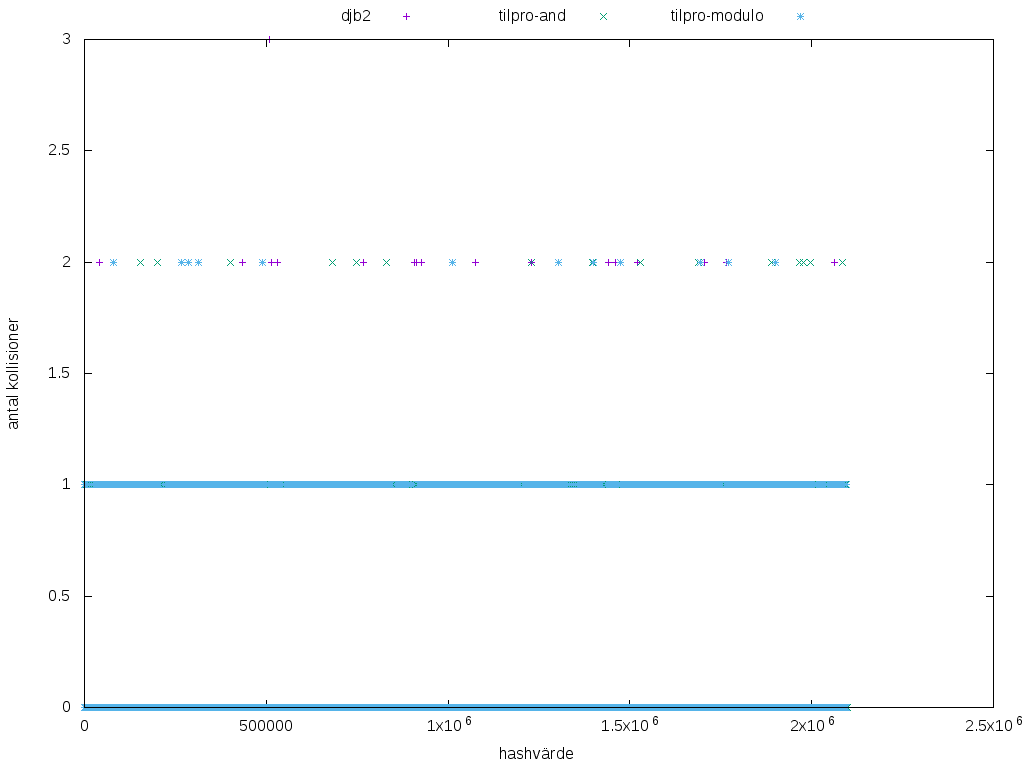 djb2 tilpro-and tilpro-modulo
3
2.5
2
1.5
1
0.5
0
antal kollisioner
0 500000 1x10^6 1.5x10^6 2x10^6 2.5x10^6
hashvärde